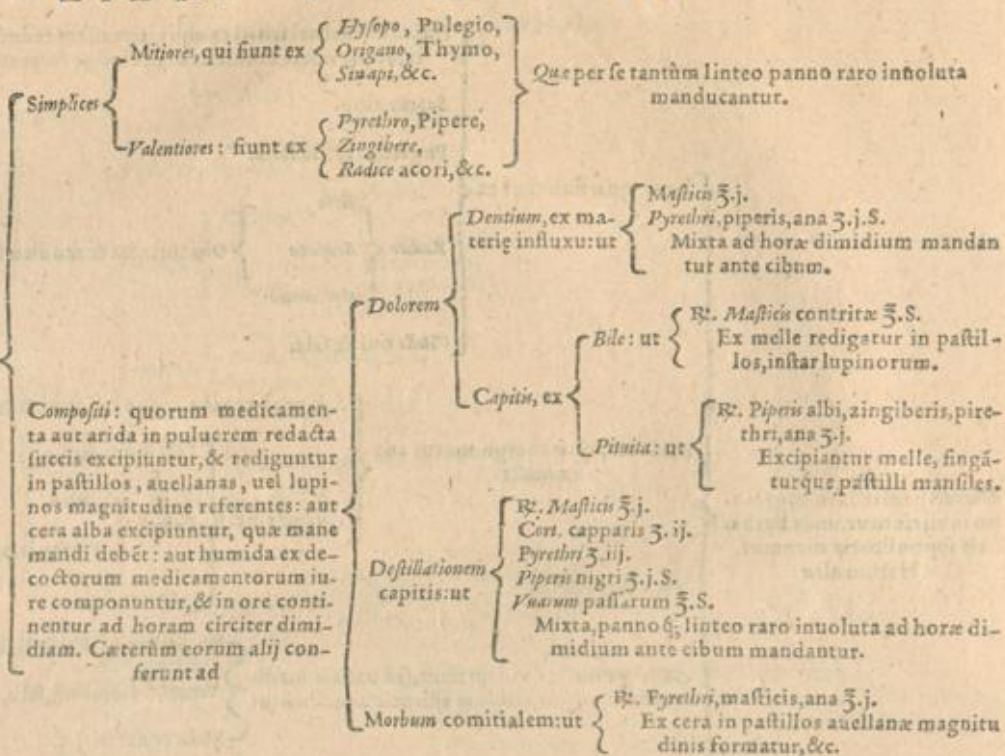 Simplices
Mitiores, qui fiunt ex
Hysopo, Pulegio,
Origano, Thymo,
Sinapi, &c.
Valentiores: fiunt ex
Pyrethro, Pipere,
Zingibere,
Radice acori, &c.
Quæ per se tantùm linteo panno raro inuoluta
manducantur.
Compositi: quorum medicamen-
ta aut arida in puluerem redacta
succis excipiuntur, & rediguntur
in pastillos, auellanas, uel lupi-
nos magnitudine referentes: aut
cera alba excipiuntur, quæ mane
mandi debēt: aut humida ex de-
coctorum medicamentorum iu-
re componuntur, & in ore conti-
nentur ad horam circiter dimi-
diam. Cæterùm eorum alij con-
ferunt ad
Dolorem
Dentium, ex ma-
terię influxu: ut
Masticis ℥.j.
Pyrethri, piperis, ana ʒ.j.S.
Mixta ad horæ dimidium mandan
tur ante cibum.
Capitis, ex
Bile: ut
℞. Masticis contritæ ℥.S.
Ex melle redigatur in pastil-
los, instar lupinorum.
Pituita: ut
℞. Piperis albi, zingiberis, pire-
thri, ana ʒ.j.
Excipiantur melle, fingā-
turque pastilli mansiles.
Destillationem
capitis: ut
℞. Masticis ℥.j.
Cort. capparis ʒ. ij.
Pyrethri ʒ.iij.
Piperis nigri ʒ.j.S.
Vuarum passarum ℥.S.
Mixta, panno q́; linteo raro inuoluta ad horæ di-
midium ante cibum mandantur.
Morbum comitialem: ut
℞. Pyrethri, masticis, ana ℥.j.
Ex cera in pastillos auellanæ magnitu
dinis formatur, &c.